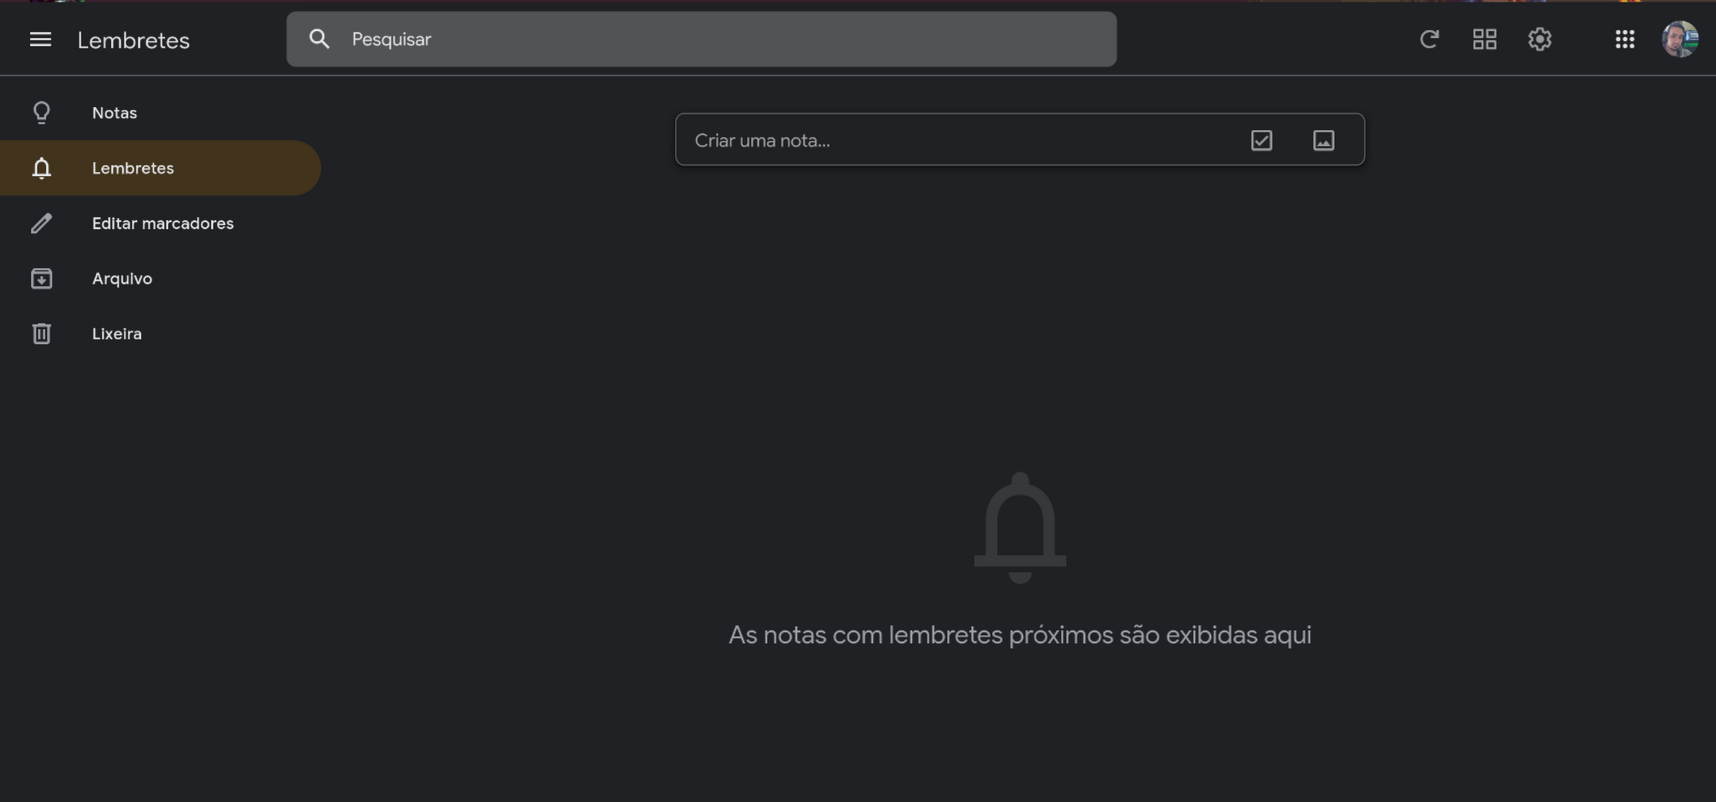 Lembretes
Pesquisar
Notas
Lembretes
Editar marcadores
Arquivo
Lixeira
Criar uma nota...
As notas com lembretes próximos são exibidas aqui